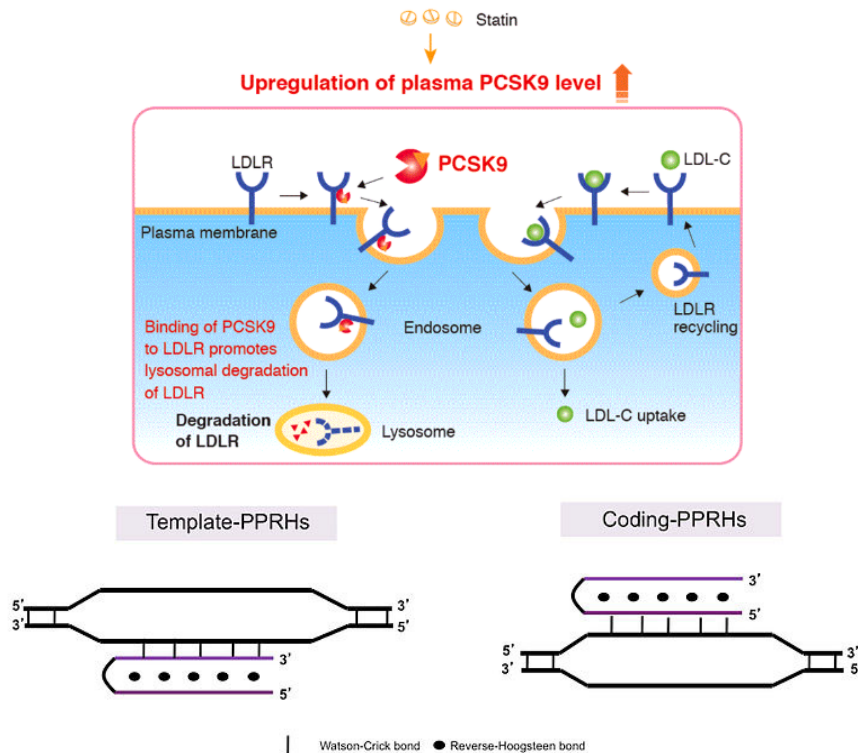 Statin
Upregulation of plasma PCSK9 level
LDLR
PCSK9
LDL-C
Plasma membrane
Binding of PCSK9
to LDLR promotes
lysosomal degradation
of LDLR
Endosome
LDLR
recycling
Degradation
of LDLR
Lysosome
LDL-C uptake
Template-PPRHs
Coding-PPRHs
5′
3′
3′
5′
3′
5′
3′
5′
5′
3′
3′
5
Watson-Crick bond
Reverse-Hoogsteen bond